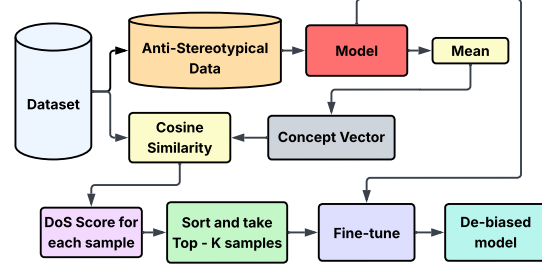 Dataset
Anti-Stereotypical
Data
Model
Mean
Cosine
Similarity
Concept Vector
DoS Score for
each sample
Sort and take
Top - K samples
Fine-tune
De-biased
model